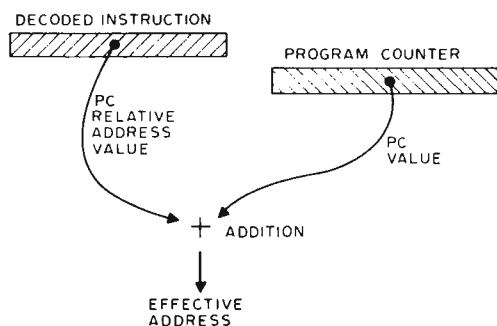 DECODED INSTRUCTION
PROGRAM COUNTER
PC
RELATIVE
ADDRESS
VALUE
PC
VALUE
+ ADDITION
EFFECTIVE
ADDRESS